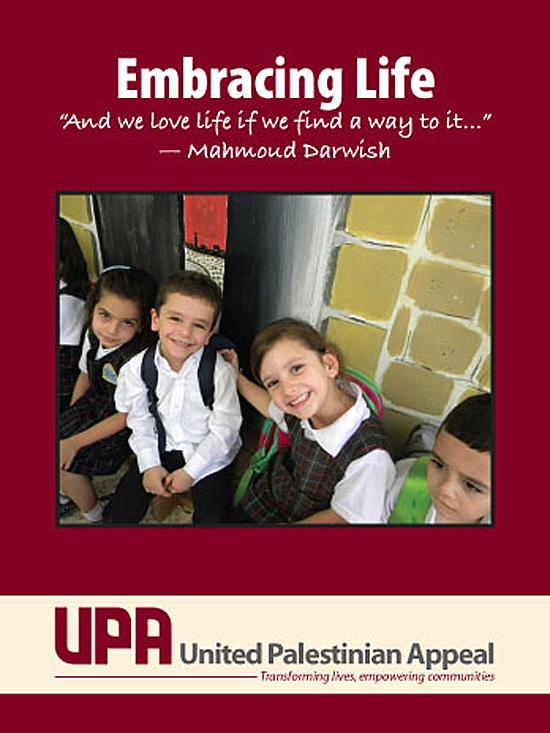 Embracing Life
“And we love life if we find a way to it...”
— Mahmoud Darwish
UPA United Palestinian Appeal
Transforming lives, empowering communities